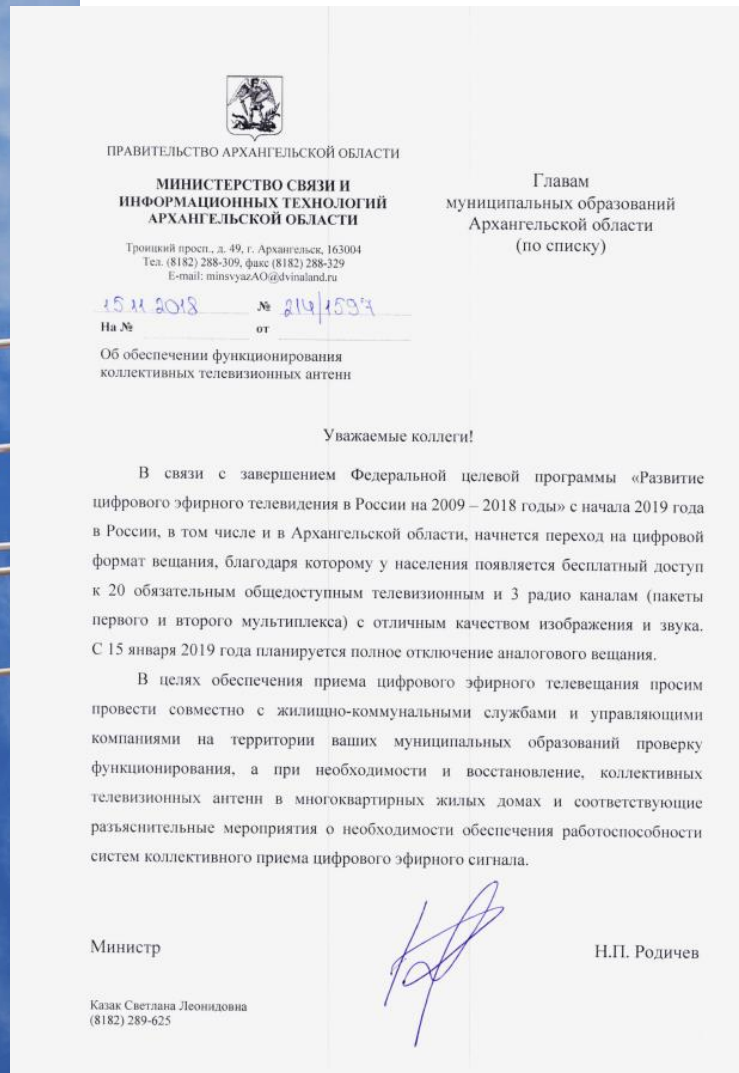 ПРАВИТЕЛЬСТВО АРХАНГЕЛЬСКОЙ ОБЛАСТИ
МИНИСТЕРСТВО СВЯЗИ И
ИНФОРМАЦИОННЫХ ТЕХНОЛОГИЙ
АРХАНГЕЛЬСКОЙ ОБЛАСТИ
Троицкий просп., д. 49, г. Архангельск, 163004
Тел. (8182) 288-309, факс (8182) 288-329
E-mail: minsvyazAO@dvinaland.ru
15 11 2018 № 214/1597
На № от
Об обеспечении функционирования
коллективных телевизионных антенн
Главам
муниципальных образований
Архангельской области
(по списку)
Уважаемые коллеги!
В связи с завершением Федеральной целевой программы «Развитие
цифрового эфирного телевидения в России на 2009 – 2018 годы» с начала 2019 года
в России, в том числе и в Архангельской области, начнется переход на цифровой
формат вещания, благодаря которому у населения появляется бесплатный доступ
к 20 обязательным общедоступным телевизионным и 3 радио каналам (пакеты
первого и второго мультиплекса) с отличным качеством изображения и звука.
С 15 января 2019 года планируется полное отключение аналогового вещания.
В целях обеспечения приема цифрового эфирного телевещания просим
провести совместно с жилищно-коммунальными службами и управляющими
компаниями на территории ваших муниципальных образований проверку
функционирования, а при необходимости и восстановление, коллективных
телевизионных антенн в многоквартирных жилых домах и соответствующие
разъяснительные мероприятия о необходимости обеспечения работоспособности
систем коллективного приема цифрового эфирного сигнала.
Министр Н.П. Родичев
Казак Светлана Леонидовна
(8182) 289-625